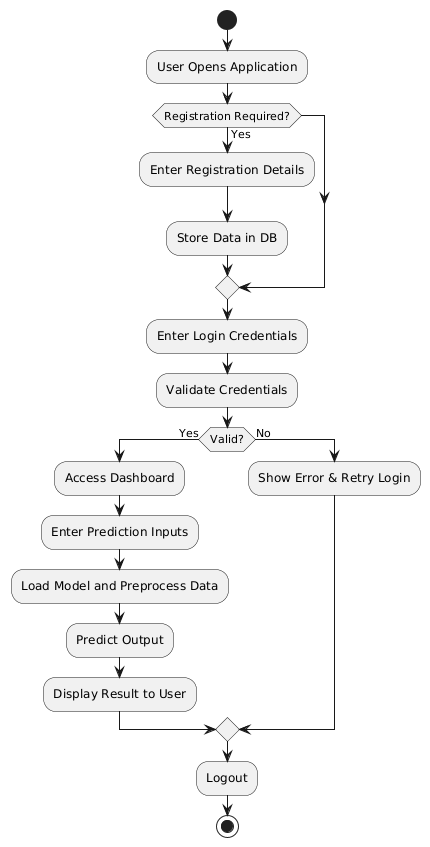 User Opens Application
Registration Required?
Yes
Enter Registration Details
Store Data in DB
Enter Login Credentials
Validate Credentials
Yes
Valid?
No
Access Dashboard
Show Error & Retry Login
Enter Prediction Inputs
Load Model and Preprocess Data
Predict Output
Display Result to User
Logout